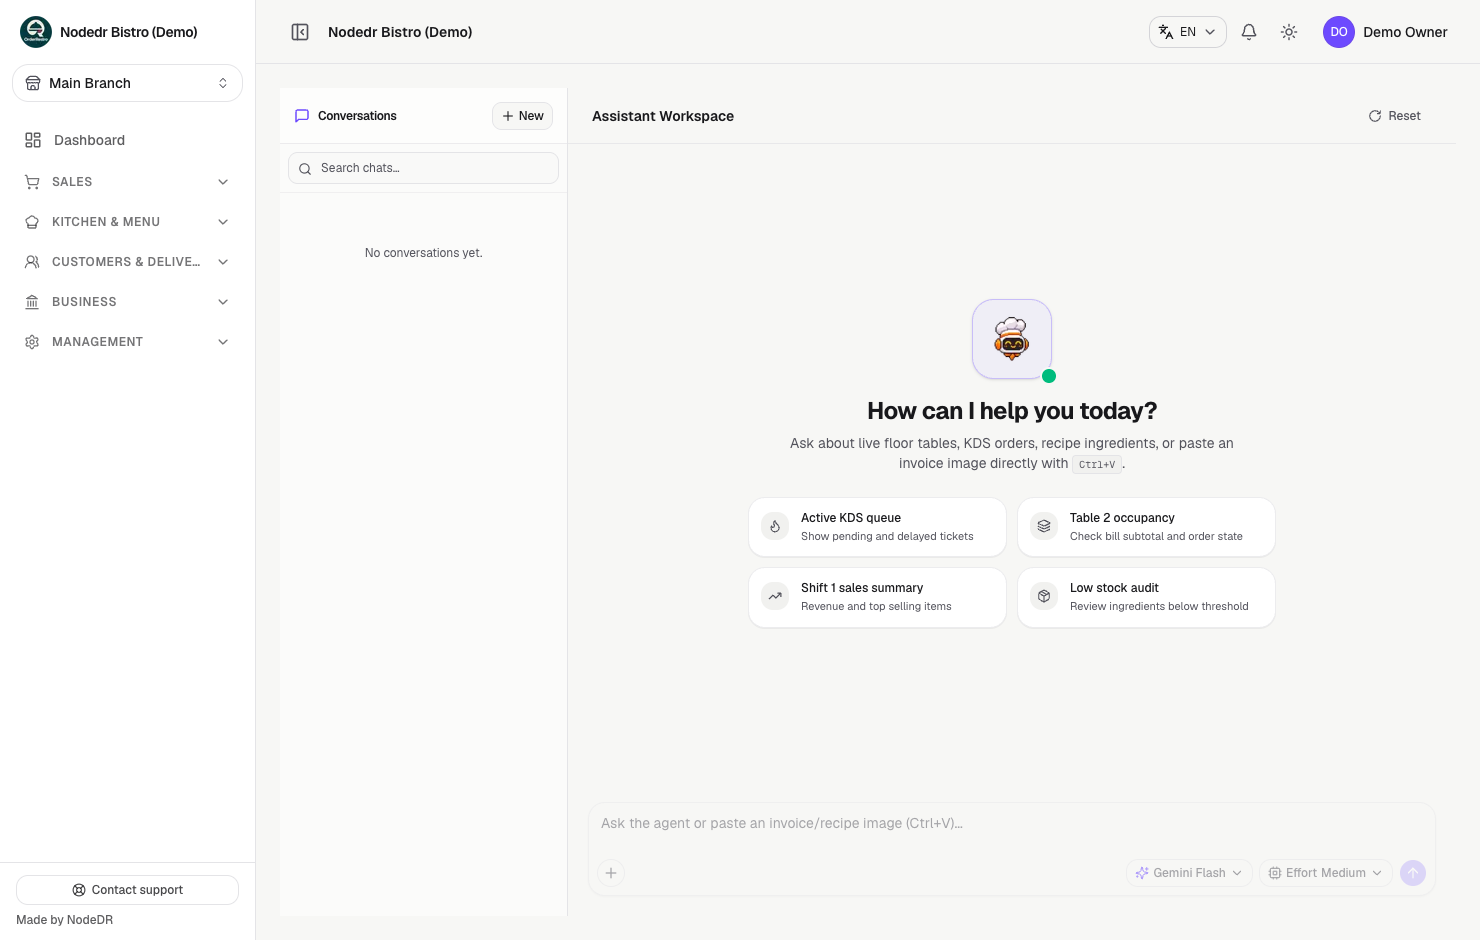 Nodedr Bistro (Demo)
Main Branch
Dashboard
SALES
KITCHEN & MENU
CUSTOMERS & DELIVE...
BUSINESS
MANAGEMENT
Contact support
Made by NodeDR
Nodedr Bistro (Demo)
EN
DO
Demo Owner
Conversations
New
Search chats...
No conversations yet.
Assistant Workspace
Reset
How can I help you today?
Ask about live floor tables, KDS orders, recipe ingredients, or paste an
invoice image directly with Ctrl+V.
Active KDS queue
Show pending and delayed tickets
Table 2 occupancy
Check bill subtotal and order state
Shift 1 sales summary
Revenue and top selling items
Low stock audit
Review ingredients below threshold
Ask the agent or paste an invoice/recipe image (Ctrl+V)...
Gemini Flash
Effort Medium